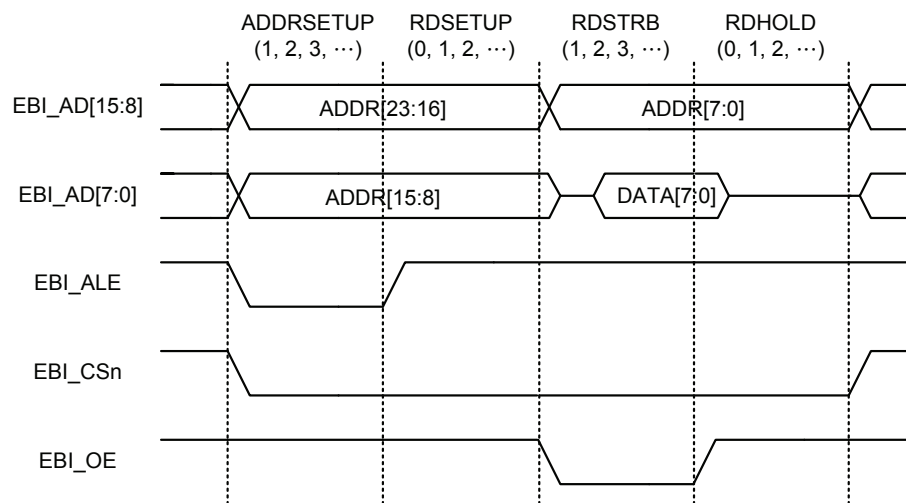 ADDRSETUP RDSETUP RDSTRB RDHOLD
(1, 2, 3, ⋯) (0, 1, 2, ⋯) (1, 2, 3, ⋯) (0, 1, 2, ⋯)
EBI_AD[15:8] ADDR[23:16] ADDR[7:0]
EBI_AD[7:0] ADDR[15:8] DATA[7:0]
EBI_ALE
EBI_CSn
EBI_OE